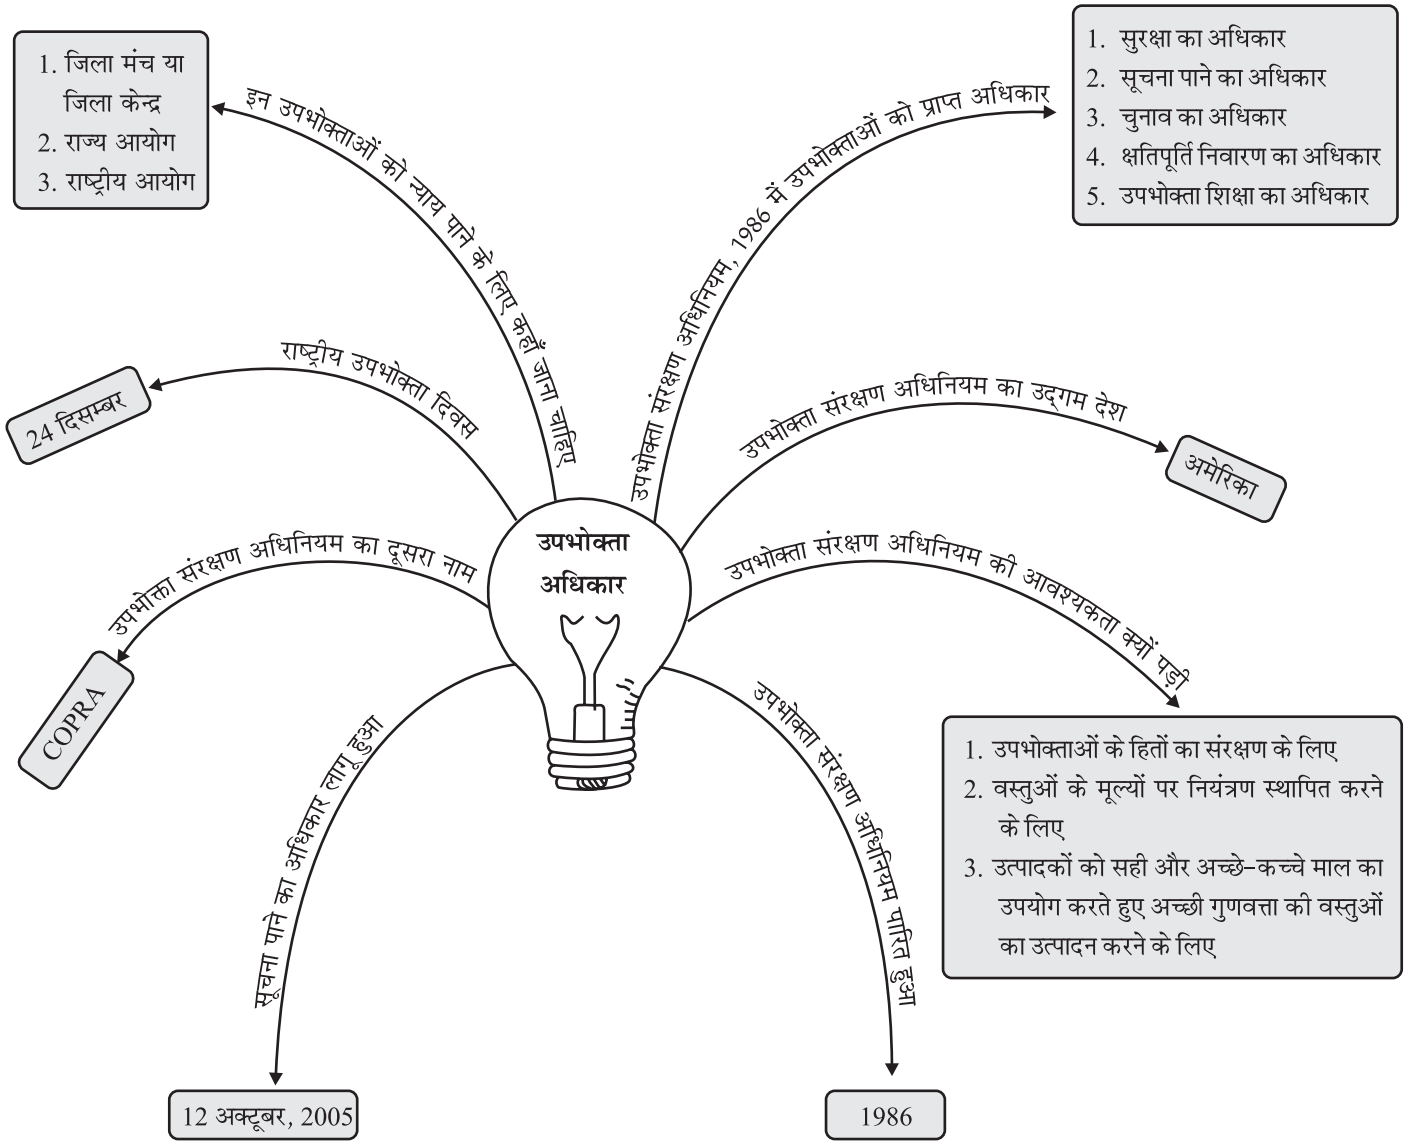 1. जिला मंच या
जिला केन्द्र
2. राज्य आयोग
3. राष्ट्रीय आयोग
इन उपभोक्ताओं को न्याय पाने के लिए कहाँ जाना चाहिए
उपभोक्ता संरक्षण अधिनियम, 1986 में उपभोक्ताओं को प्राप्त अधिकार
1. सुरक्षा का अधिकार
2. सूचना पाने का अधिकार
3. चुनाव का अधिकार
4. क्षतिपूर्ति निवारण का अधिकार
5. उपभोक्ता शिक्षा का अधिकार
राष्ट्रीय उपभोक्ता दिवस
24 दिसम्बर
उपभोक्ता संरक्षण अधिनियम का उद्गम देश
अमेरिका
उपभोक्ता
अधिकार
उपभोक्ता संरक्षण अधिनियम का दूसरा नाम
COPRA
उपभोक्ता संरक्षण अधिनियम की आवश्यकता क्यों पड़ी
1. उपभोक्ताओं के हितों का संरक्षण के लिए
2. वस्तुओं के मूल्यों पर नियंत्रण स्थापित करने
के लिए
3. उत्पादकों को सही और अच्छे-कच्चे माल का
उपयोग करते हुए अच्छी गुणवत्ता की वस्तुओं
का उत्पादन करने के लिए
सूचना पाने का अधिकार लागू हुआ
12 अक्टूबर, 2005
उपभोक्ता संरक्षण अधिनियम पारित हुआ
1986